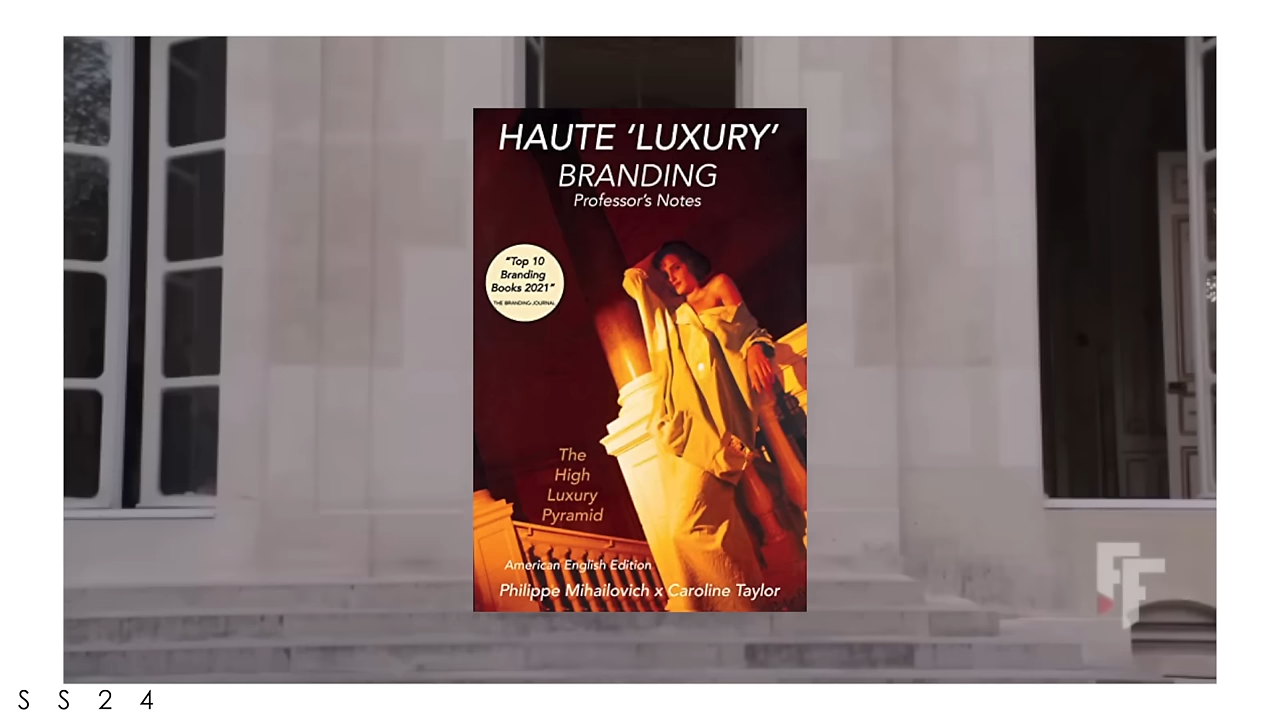 HAUTE ‘LUXURY’
BRANDING
Professor’s Notes
“Top 10
Branding
Books 2021”
THE BRANDING JOURNAL
The
High
Luxury
Pyramid
American English Edition
Philippe Mihailovich x Caroline Taylor
FF
S S 2 4